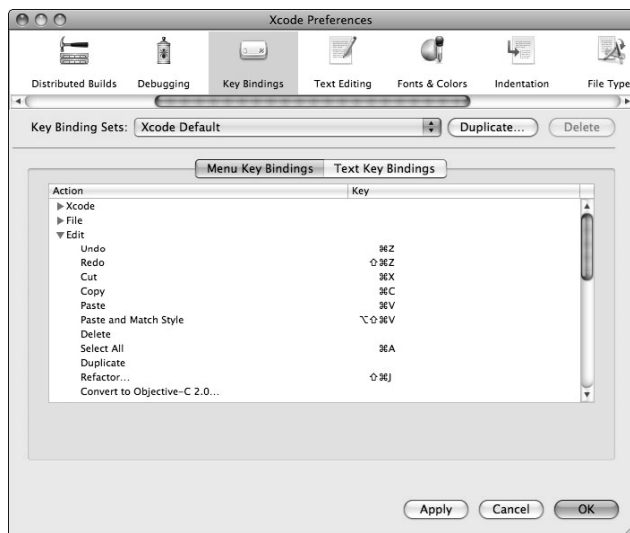 Xcode Preferences
Distributed Builds Debugging Key Bindings Text Editing Fonts & Colors Indentation File Type
Key Binding Sets: Xcode Default Duplicate... Delete
Menu Key Bindings Text Key Bindings
Action Key
Xcode
File
Edit
Undo ⌘Z
Redo ⇧⌘Z
Cut ⌘X
Copy ⌘C
Paste ⌘V
Paste and Match Style ⌥⇧⌘V
Delete
Select All ⌘A
Duplicate
Refactor... ⇧⌘J
Convert to Objective-C 2.0...
Apply Cancel OK